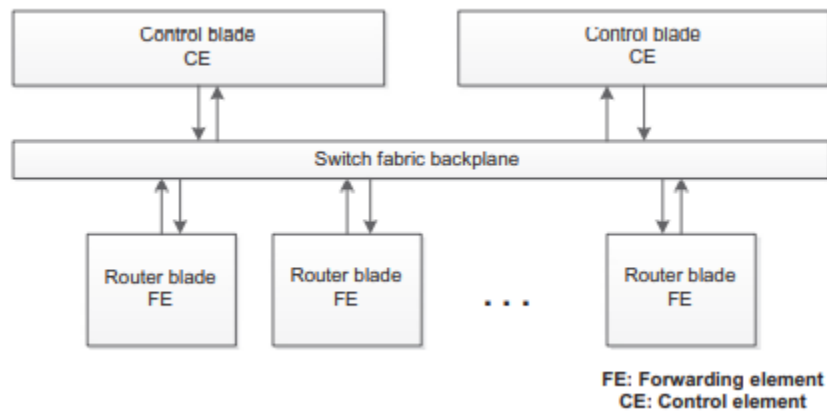 Control blade
CE
Control blade
CE
Switch fabric backplane
Router blade
FE
Router blade
FE
. . .
Router blade
FE
FE: Forwarding element
CE: Control element